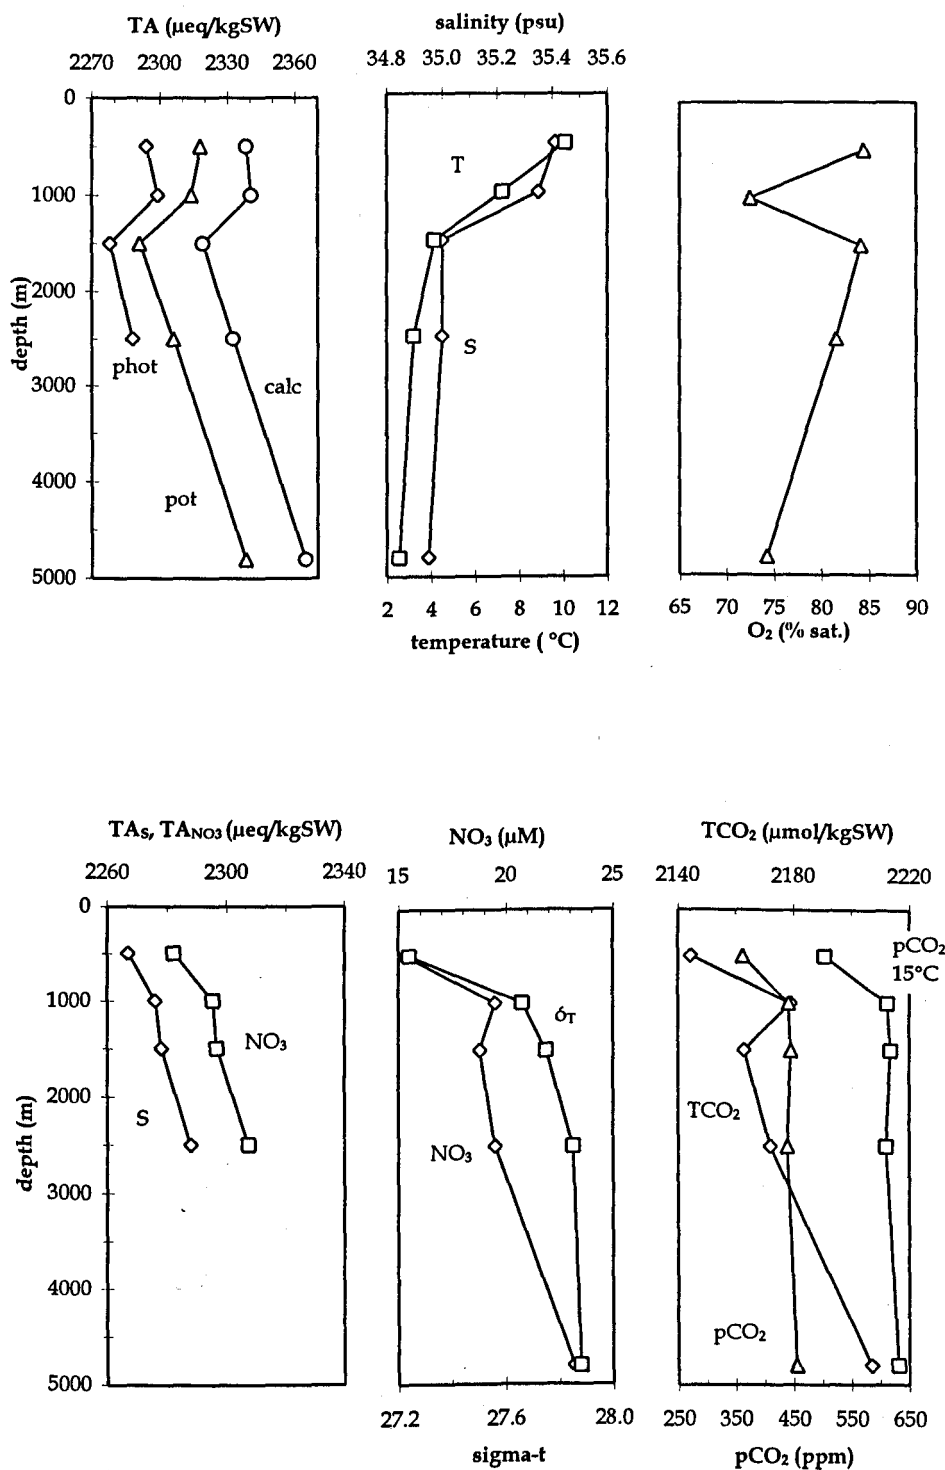 TA (µeq/kgSW)
2270 2300 2330 2360
salinity (psu)
34.8 35.0 35.2 35.4 35.6
0
1000
2000
3000
4000
5000
depth (m)
phot
calc
pot
T
S
2 4 6 8 10 12
temperature ( °C)
65 70 75 80 85 90
O₂ (% sat.)
TAS, TANO3 (µeq/kgSW)
2260 2300 2340
NO₃ (µM)
15 20 25
TCO₂ (µmol/kgSW)
2140 2180 2220
0
1000
2000
3000
4000
5000
depth (m)
NO₃
S
όT
NO₃
27.2 27.6 28.0
sigma-t
pCO₂
15°C
TCO₂
pCO₂
250 350 450 550 650
pCO₂ (ppm)